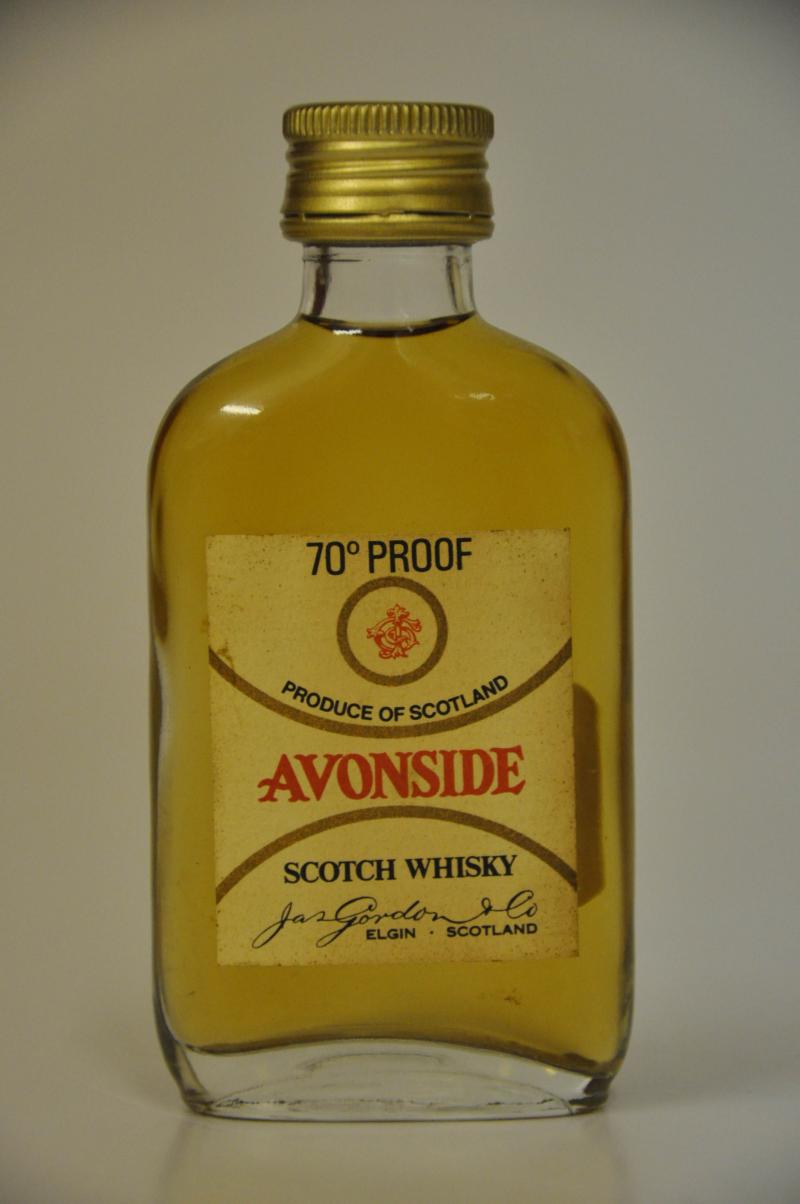 70° PROOF
PRODUCE OF SCOTLAND
AVONSIDE
SCOTCH WHISKY
Jas Gordon & Co
ELGIN · SCOTLAND